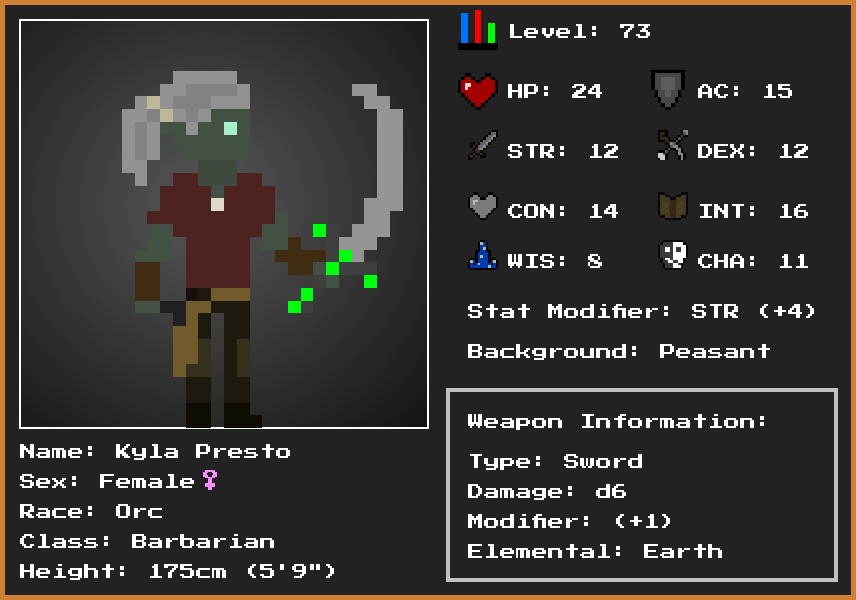 Level: 73
HP: 24
AC: 15
STR: 12
DEX: 12
CON: 14
INT: 16
WIS: 8
CHA: 11
Stat Modifier: STR (+4)
Background: Peasant
Weapon Information:
Type: Sword
Damage: d6
Modifier: (+1)
Elemental: Earth
Name: Kyla Presto
Sex: Female♀
Race: Orc
Class: Barbarian
Height: 175cm (5'9")